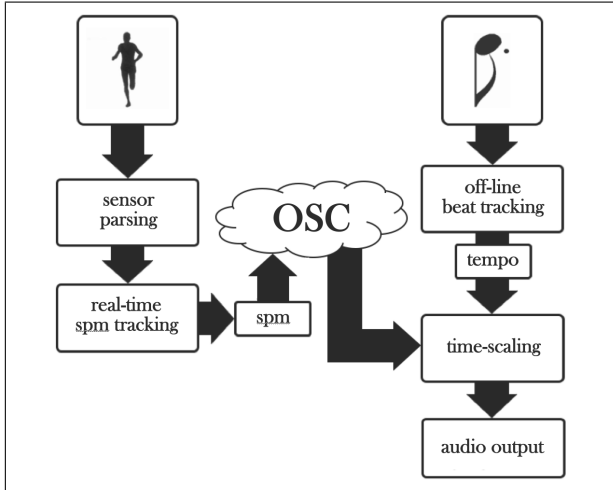 sensor
parsing
real-time
spm tracking
spm
OSC
off-line
beat tracking
tempo
time-scaling
audio output